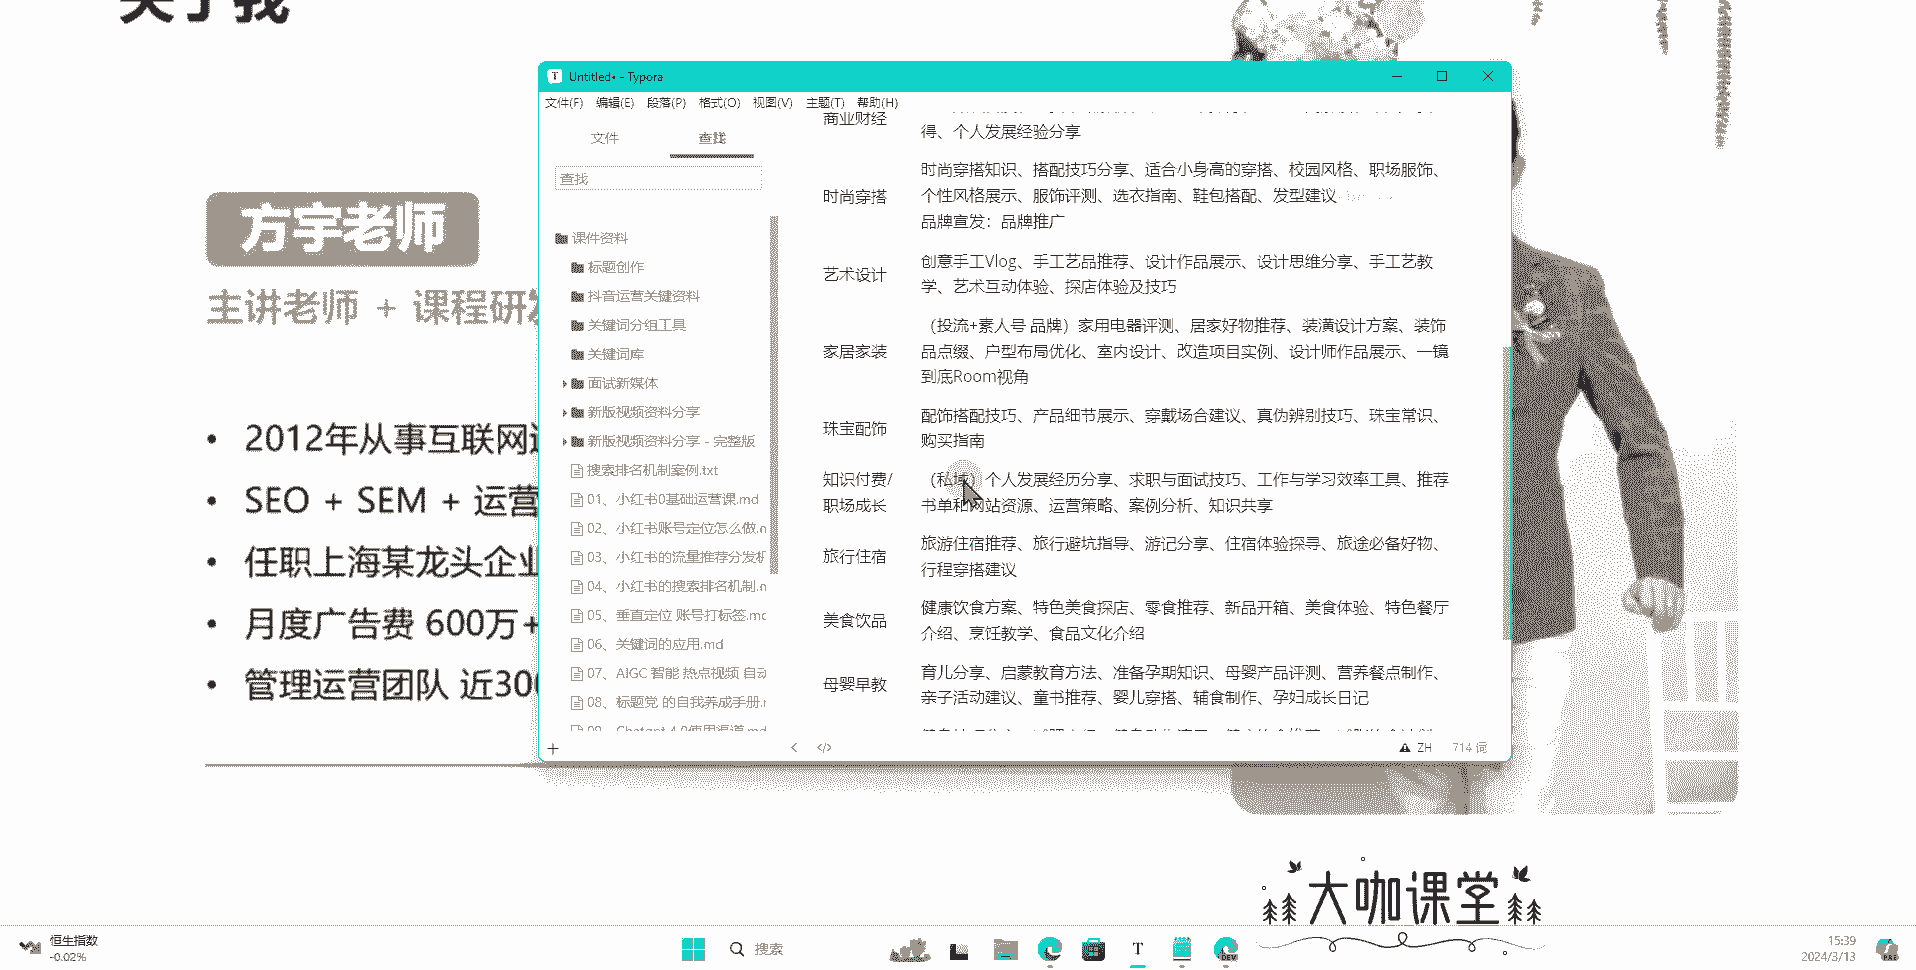 关于我
方宇老师
主讲老师 + 课程研发
2012年从事互联网
SEO + SEM + 运营
任职上海某龙头企业
月度广告费 600万+
管理运营团队 近300
Untitled• - Typora
文件(F) 编辑(E) 段落(P) 格式(O) 视图(V) 主题(T) 帮助(H)
文件 查找
查找
课件资料
标题创作
抖音运营关键资料
关键词分组工具
关键词库
面试新媒体
新版视频资料分享
新版视频资料分享 - 完整版
搜索排名机制案例.txt
01、小红书0基础运营课.md
02、小红书账号定位怎么做.
03、小红书的流量推荐分发机
04、小红书的搜索排名机制.
05、垂直定位 账号打标签.mc
06、关键词的应用.md
07、AIGC 智能 热点视频 自动
08、标题党 的自我养成手册.
09、Chatgpt 4.0使用渠道.md
商业财经
得、个人发展经验分享
时尚穿搭
时尚穿搭知识、搭配技巧分享、适合小身高的穿搭、校园风格、职场服饰、
个性风格展示、服饰评测、选衣指南、鞋包搭配、发型建议
品牌宣发：品牌推广
艺术设计
创意手工Vlog、手工艺品推荐、设计作品展示、设计思维分享、手工艺教
学、艺术互动体验、探店体验及技巧
家居家装
（投流+素人号 品牌）家用电器评测、居家好物推荐、装潢设计方案、装饰
品点缀、户型布局优化、室内设计、改造项目实例、设计师作品展示、一镜
到底Room视角
珠宝配饰
配饰搭配技巧、产品细节展示、穿戴场合建议、真伪辨别技巧、珠宝常识、
购买指南
知识付费/
职场成长
（私域）个人发展经历分享、求职与面试技巧、工作与学习效率工具、推荐
书单和网站资源、运营策略、案例分析、知识共享
旅行住宿
旅游住宿推荐、旅行避坑指导、游记分享、住宿体验探寻、旅途必备好物、
行程穿搭建议
美食饮品
健康饮食方案、特色美食探店、零食推荐、新品开箱、美食体验、特色餐厅
介绍、烹饪教学、食品文化介绍
母婴早教
育儿分享、启蒙教育方法、准备孕期知识、母婴产品评测、营养餐点制作、
亲子活动建议、童书推荐、婴儿穿搭、辅食制作、孕妇成长日记
ZH 714 词
大咖课堂
恒生指数
-0.02%
搜索
DEV
15:39
2024/3/13
PRE